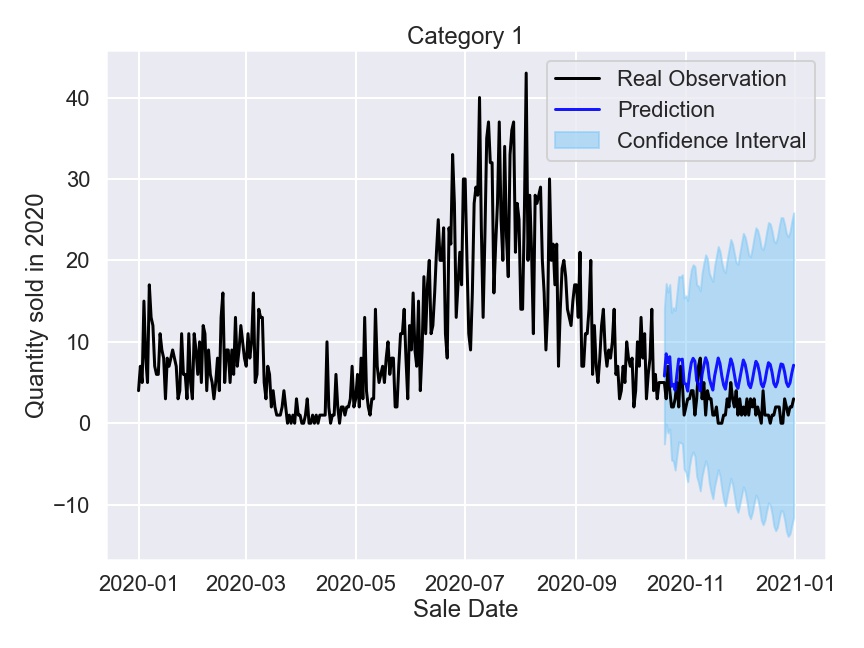 Category 1
Real Observation
Prediction
Confidence Interval
Quantity sold in 2020
40
30
20
10
0
−10
2020-01 2020-03 2020-05 2020-07 2020-09 2020-11 2021-01
Sale Date